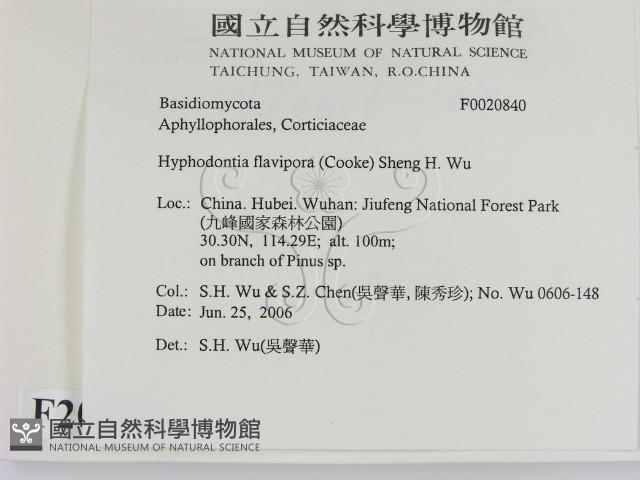 國立自然科學博物館
NATIONAL MUSEUM OF NATURAL SCIENCE
TAICHUNG, TAIWAN, R.O.CHINA
Basidiomycota F0020840
Aphyllophorales, Corticiaceae
Hyphodontia flavipora (Cooke) Sheng H. Wu
Loc.: China. Hubei. Wuhan: Jiufeng National Forest Park
(九峰國家森林公園)
30.30N, 114.29E; alt. 100m;
on branch of Pinus sp.
Col.: S.H. Wu & S.Z. Chen(吳聲華, 陳秀珍); No. Wu 0606-148
Date: Jun. 25, 2006
Det.: S.H. Wu(吳聲華)
國立自然科學博物館
NATIONAL MUSEUM OF NATURAL SCIENCE